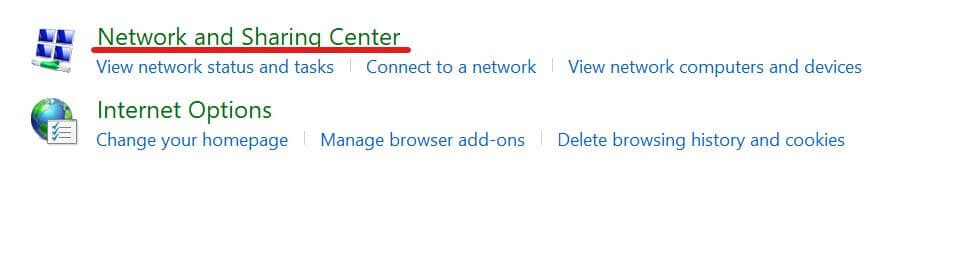 Network and Sharing Center
View network status and tasks Connect to a network View network computers and devices
Internet Options
Change your homepage Manage browser add-ons Delete browsing history and cookies